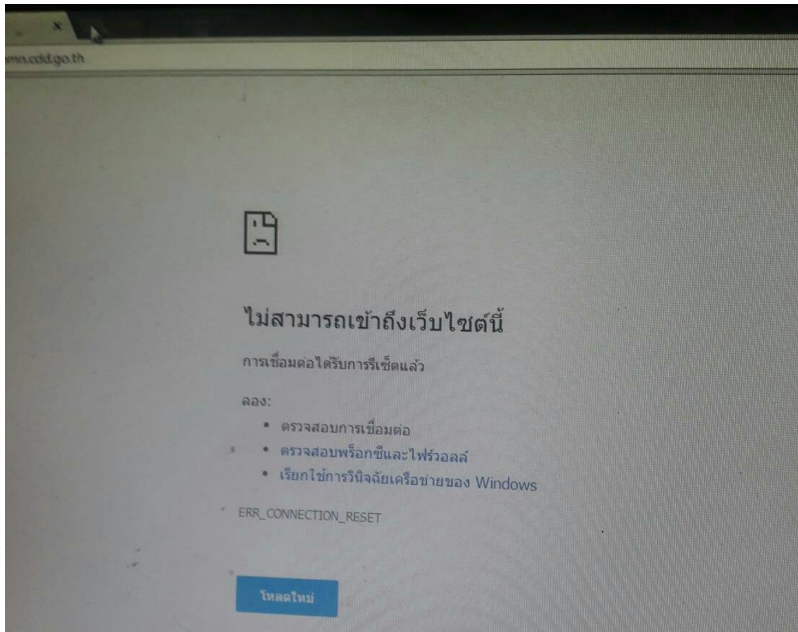 mn.cdd.go.th
ไม่สามารถเข้าถึงเว็บไซต์นี้
การเชื่อมต่อได้รับการรีเซ็ตแล้ว
ลอง:
ตรวจสอบการเชื่อมต่อ
ตรวจสอบพร็อกซีและไฟร์วอลล์
เรียกใช้การวินิจฉัยเครือข่ายของ Windows
ERR_CONNECTION_RESET
โหลดใหม่